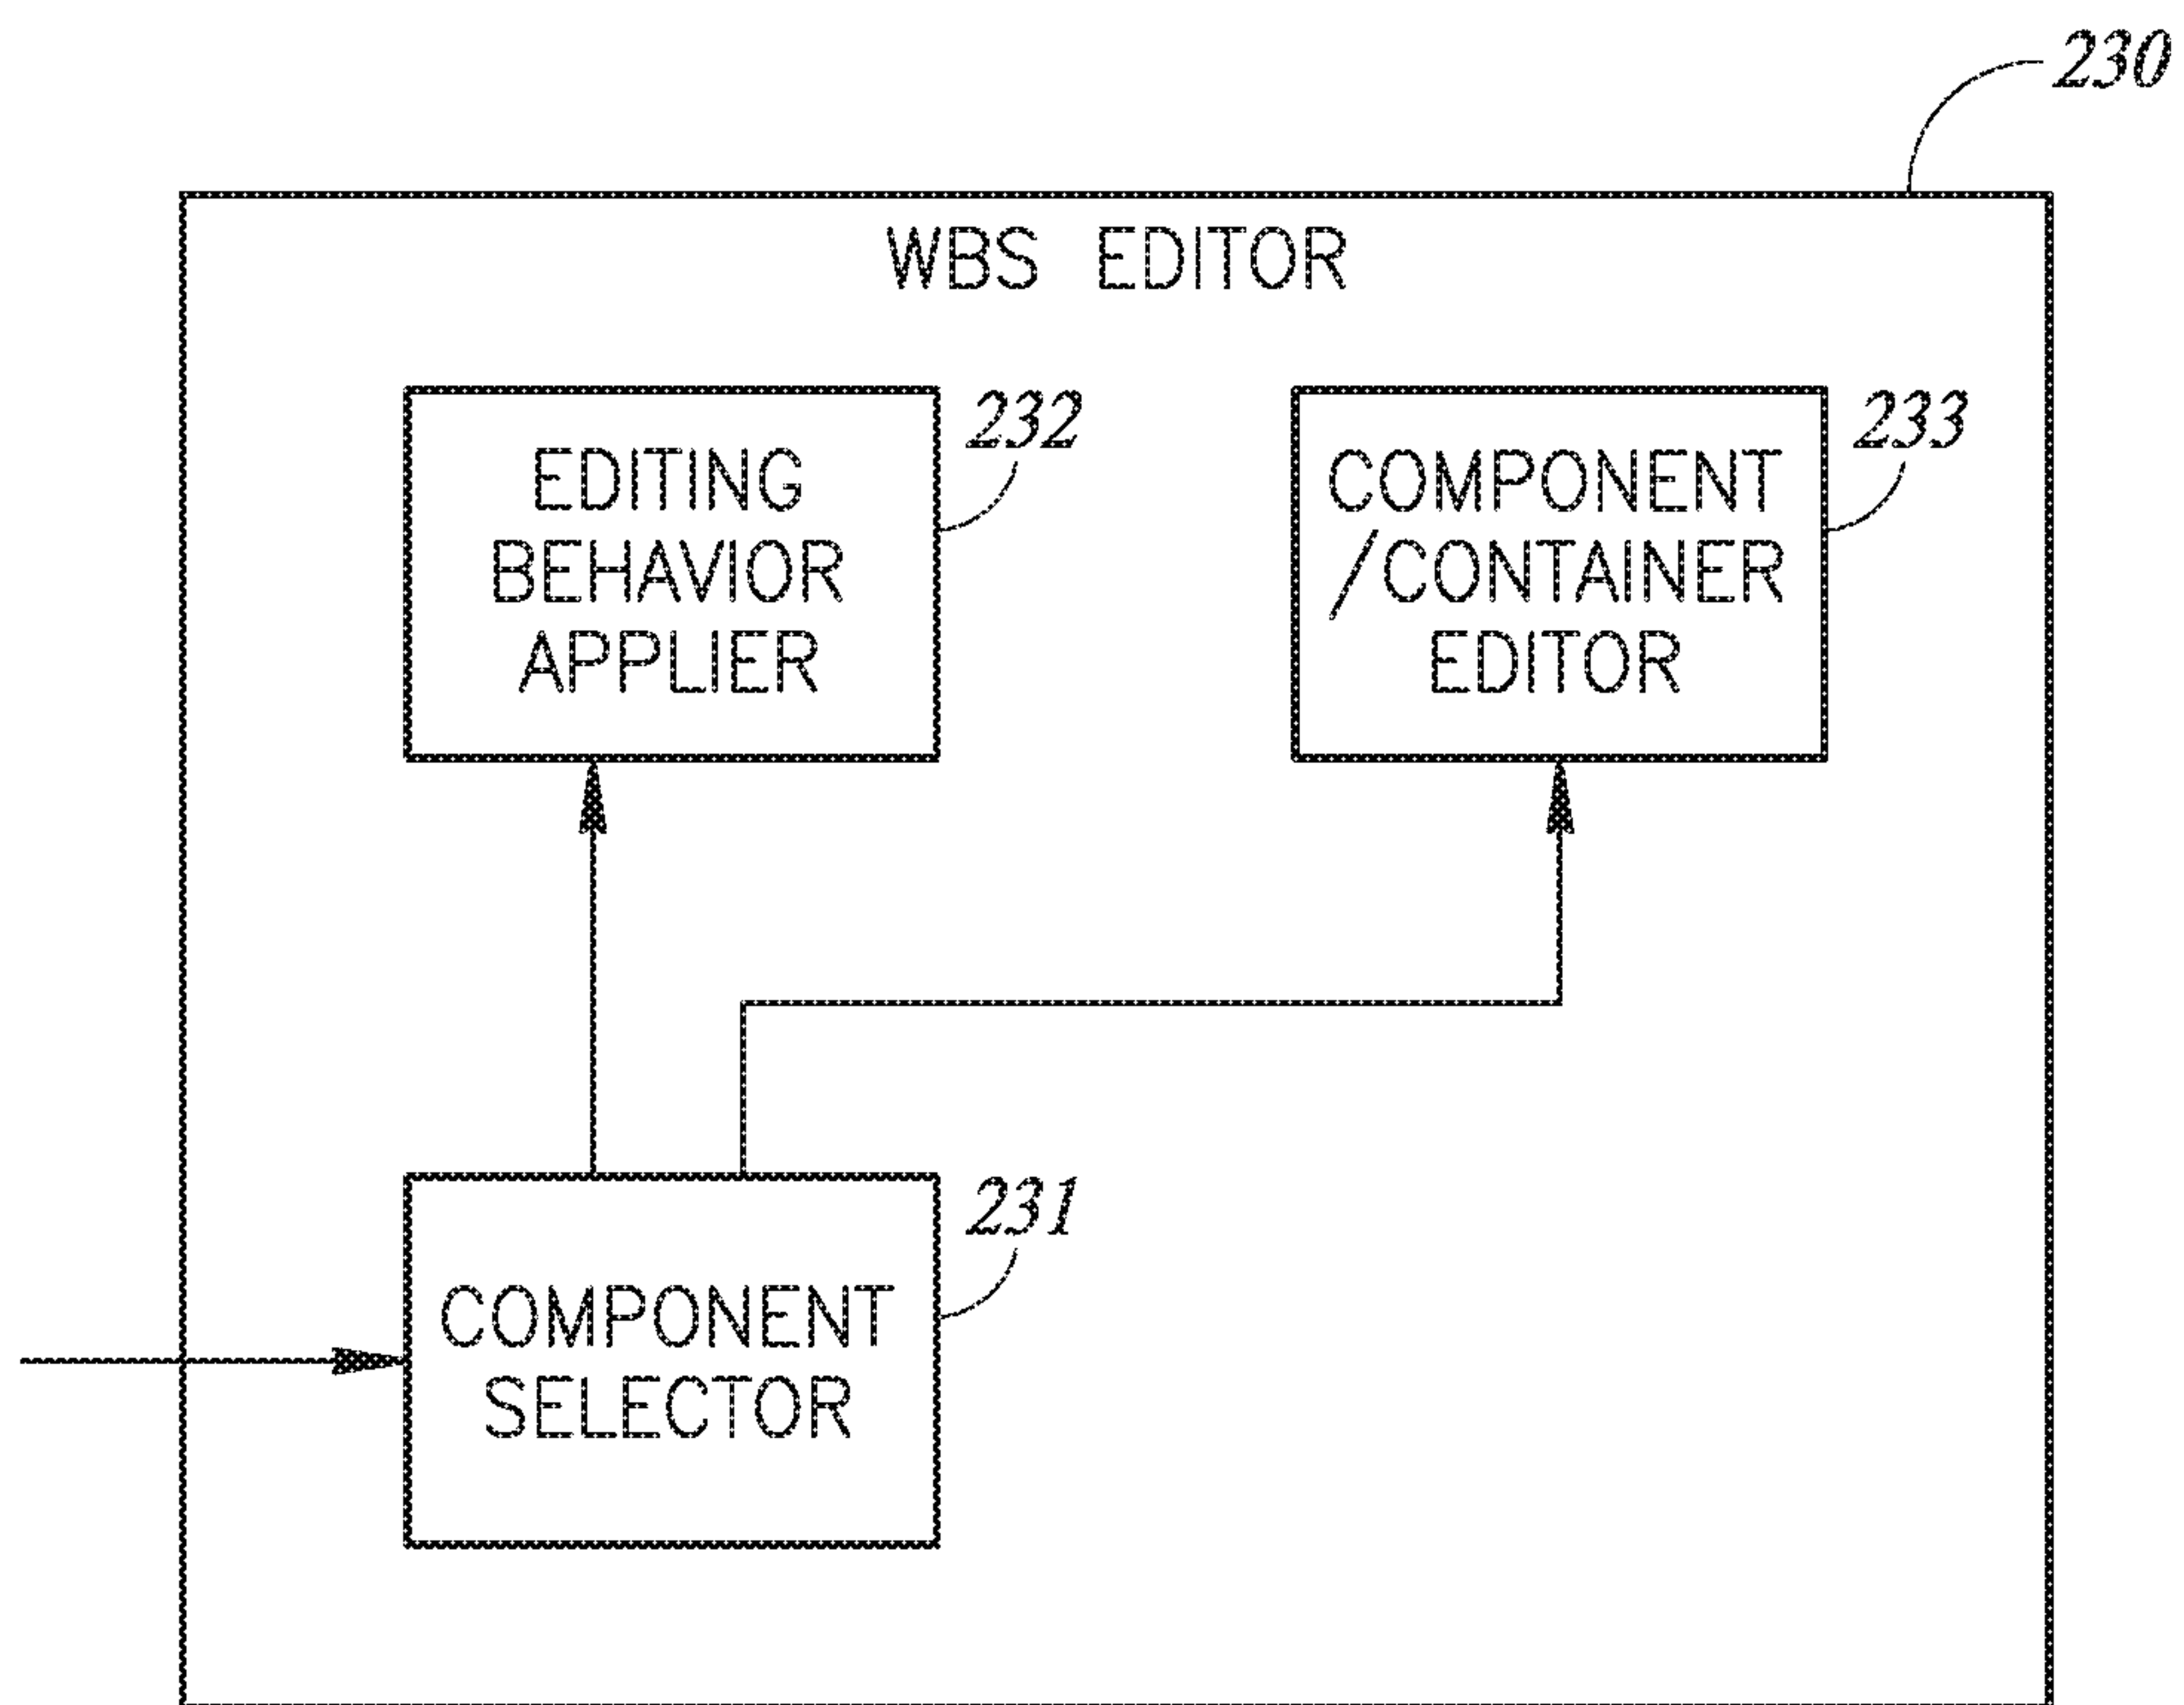 230
WBS EDITOR
EDITING
BEHAVIOR
APPLIER
232
COMPONENT
/CONTAINER
EDITOR
233
COMPONENT
SELECTOR
231